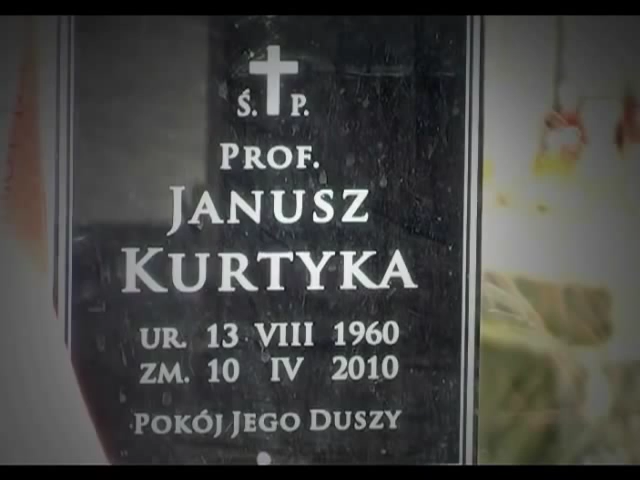 Ś. P.
PROF.
JANUSZ
KURTYKA
UR. 13 VIII 1960
ZM. 10 IV 2010
POKÓJ JEGO DUSZY